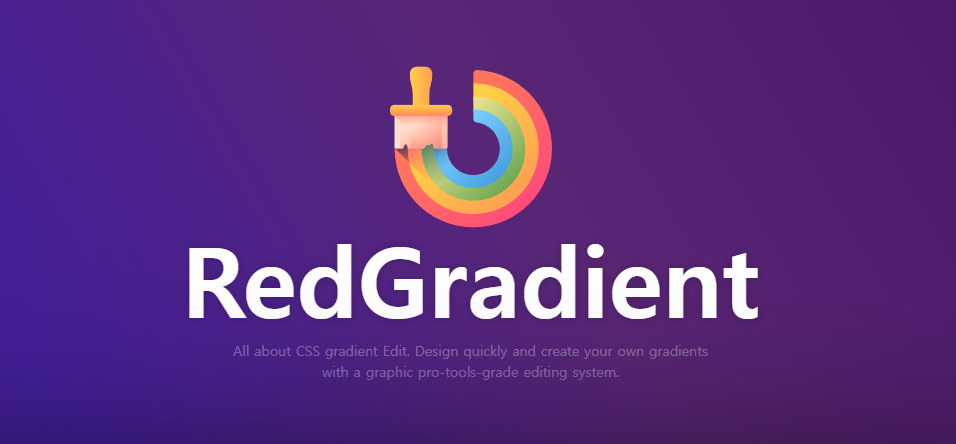 RedGradient
All about CSS gradient Edit. Design quickly and create your own gradients
with a graphic pro-tools-grade editing system.